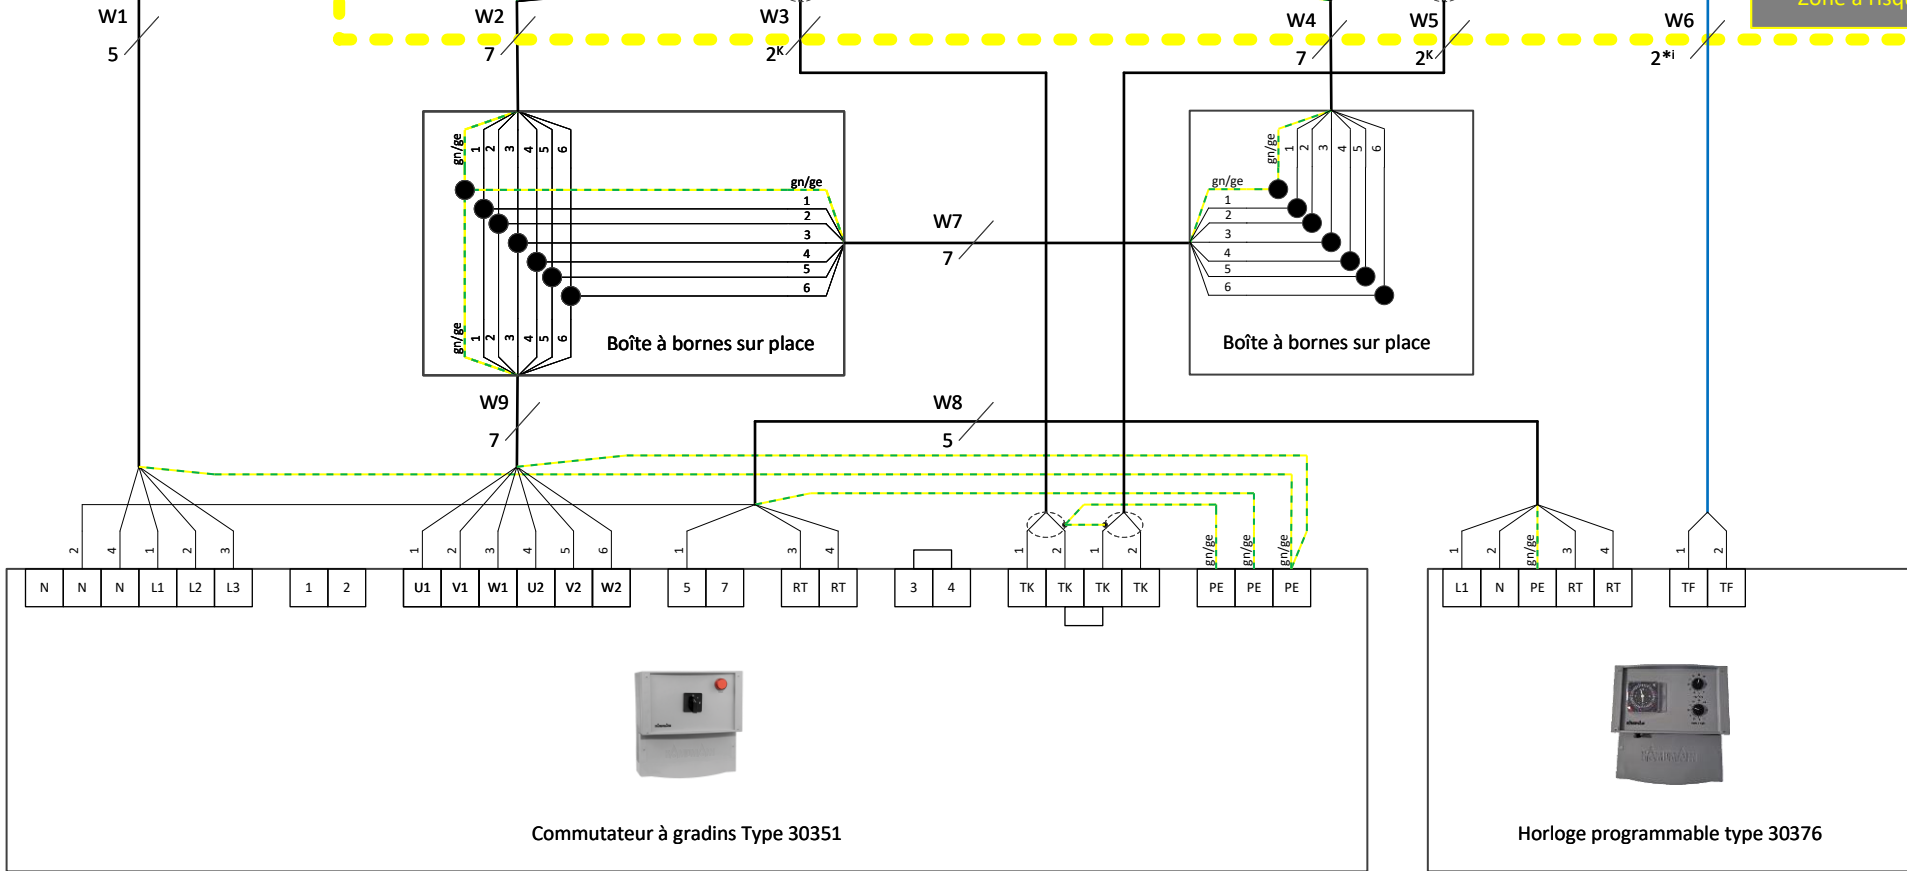 Zone à risq
W1
W2
W3
W4
W5
W6
5
7
2ᴷ
7
2ᴷ
2*ⁱ
gn/ge 1 2 3 4 5 6
gn/ge
1
2
3
4
5
6
gn/ge 1 2 3 4 5 6
Boîte à bornes sur place
W7
7
gn/ge 1 2 3 4 5 6
gn/ge
1
2
3
4
5
6
Boîte à bornes sur place
W9
7
W8
5
2 4 1 2 3
1 2 3 4 5 6
1 3 4
1 2 1 2
gn/ge gn/ge gn/ge
1 2 gn/ge 3 4
1 2
N N N L1 L2 L3
1 2
U1 V1 W1 U2 V2 W2
5 7
RT RT
3 4
TK TK TK TK
PE PE PE
L1 N PE RT RT
TF TF
Commutateur à gradins Type 30351
Horloge programmable type 30376